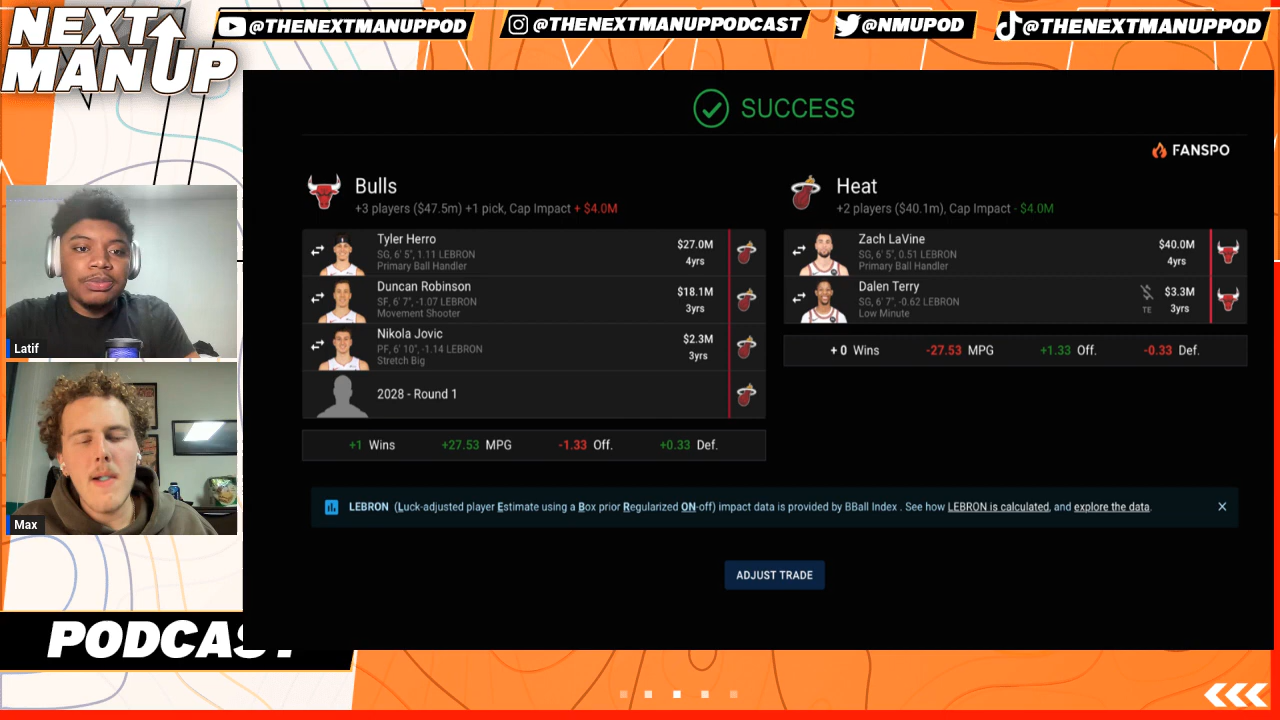 NEXT
MAN UP
@THENEXTMANUPPOD
@THENEXTMANUPPODCAST
@NMUPOD
@THENEXTMANUPPOD
SUCCESS
FANSPO
Bulls
+3 players ($47.5m) +1 pick, Cap Impact + $4.0M
Tyler Herro
SG, 6' 5", 1.11 LEBRON
Primary Ball Handler
$27.0M
4yrs
Duncan Robinson
SF, 6' 7", -1.07 LEBRON
Movement Shooter
$18.1M
3yrs
Nikola Jovic
PF, 6' 10", -1.14 LEBRON
Stretch Big
$2.3M
3yrs
2028 - Round 1
+1 Wins +27.53 MPG -1.33 Off. +0.33 Def.
Heat
+2 players ($40.1m), Cap Impact - $4.0M
Zach LaVine
SG, 6' 5", 0.51 LEBRON
Primary Ball Handler
$40.0M
4yrs
Dalen Terry
SG, 6' 7", -0.62 LEBRON
Low Minute
TE
$3.3M
3yrs
+ 0 Wins -27.53 MPG +1.33 Off. -0.33 Def.
LEBRON (Luck-adjusted player Estimate using a Box prior Regularized ON-off) impact data is provided by BBall Index . See how LEBRON is calculated, and explore the data.
ADJUST TRADE
Latif
Max
PODCAST